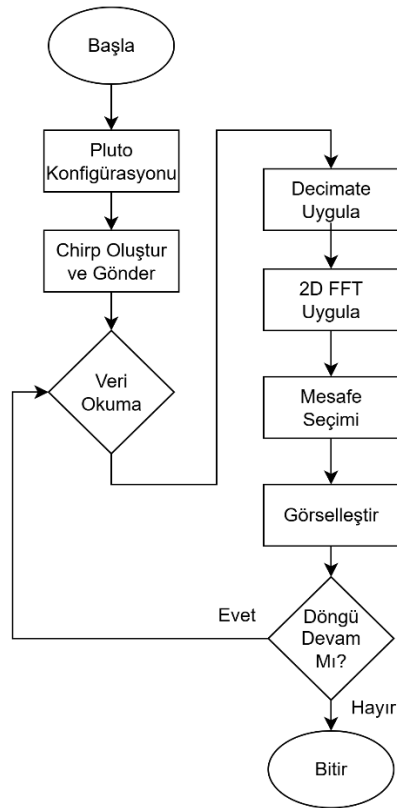 Başla
Pluto
Konfigürasyonu
Chirp Oluştur
ve Gönder
Veri
Okuma
Decimate
Uygula
2D FFT
Uygula
Mesafe
Seçimi
Görselleştir
Döngü
Devam
Mı?
Evet
Hayır
Bitir